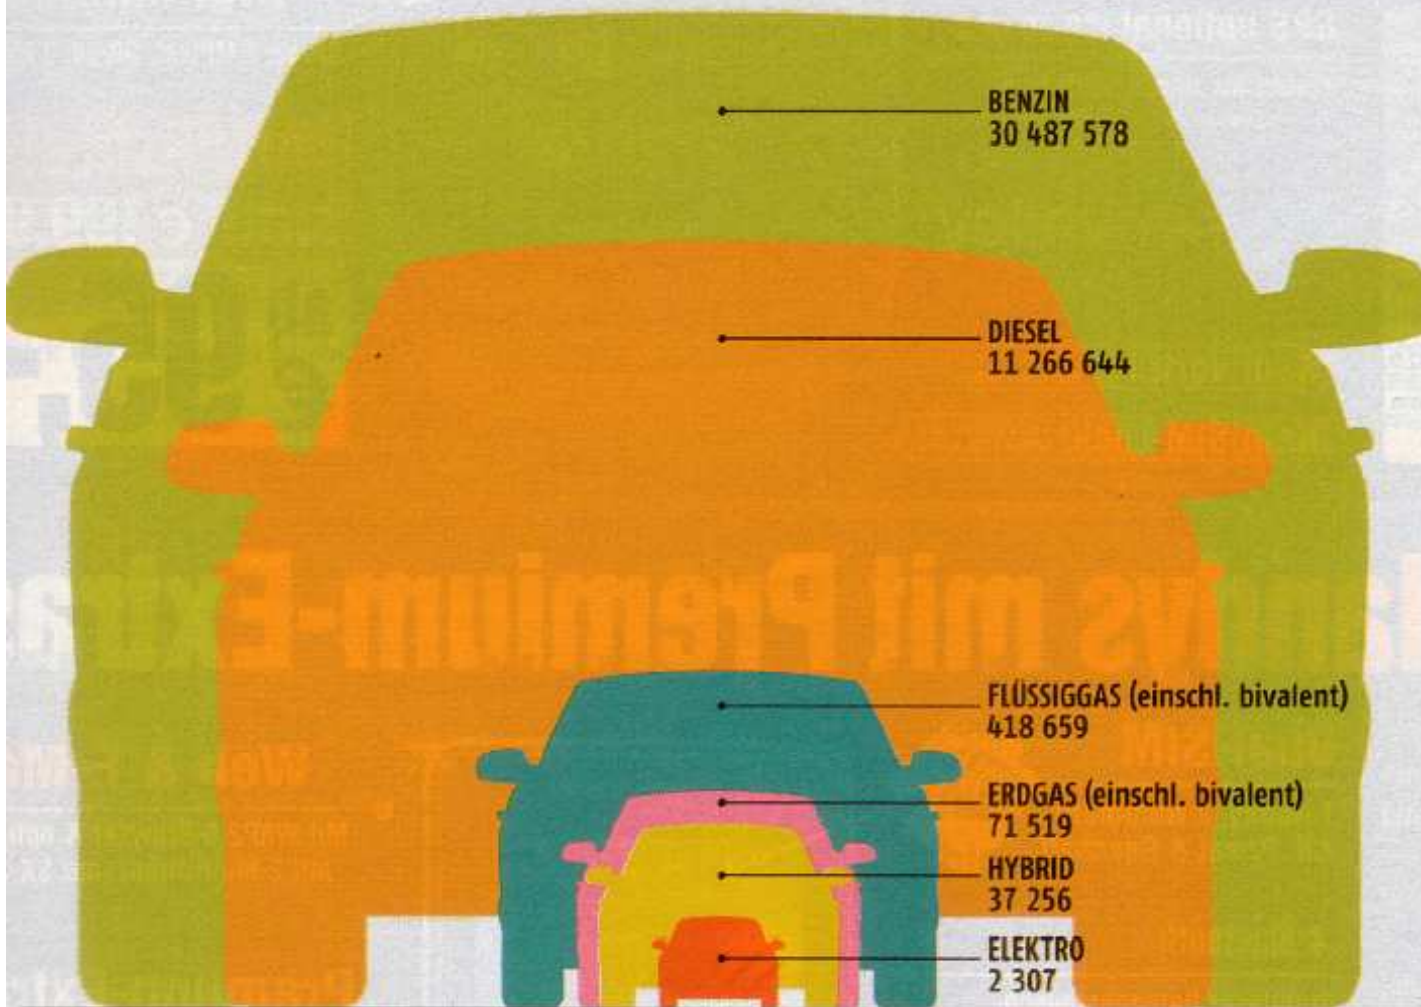 BENZIN
30 487 578
DIESEL
11 266 644
FLÜSSIGGAS (einschl. bivalent)
418 659
ERDGAS (einschl. bivalent)
71 519
HYBRID
37 256
ELEKTRO
2 307